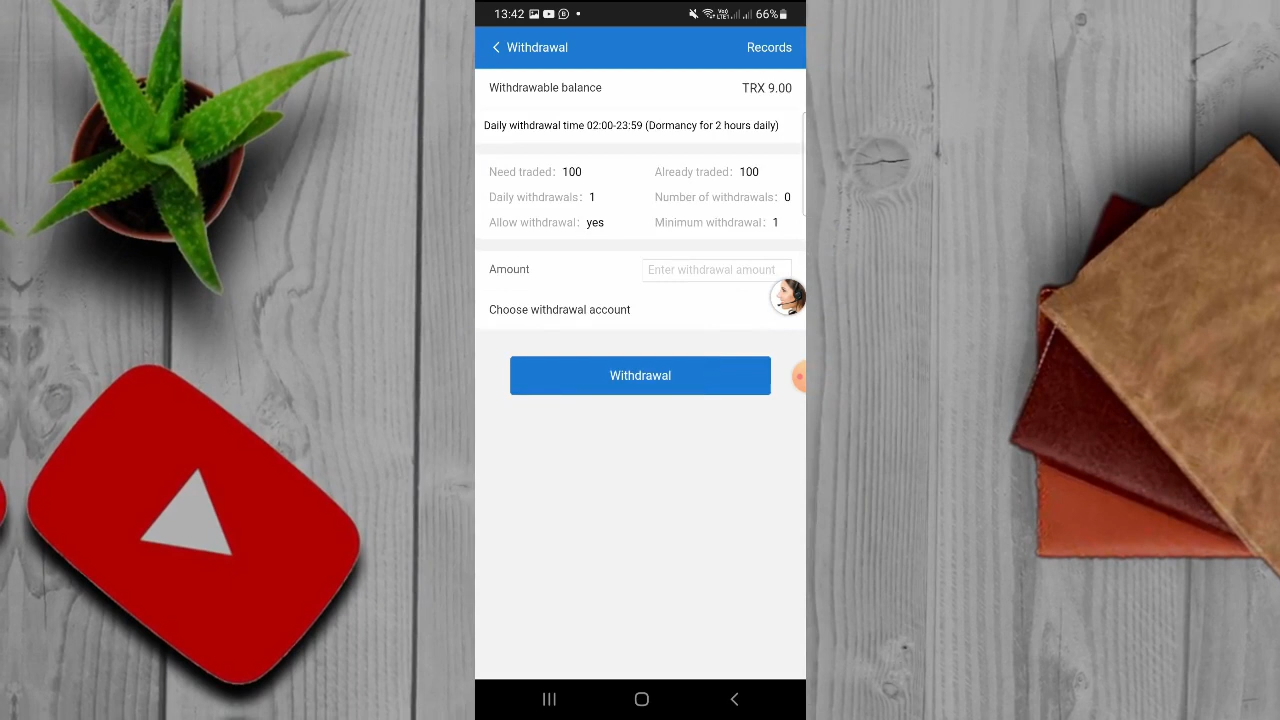 13:42 66%
Withdrawal Records
Withdrawable balance TRX 9.00
Daily withdrawal time 02:00-23:59 (Dormancy for 2 hours daily)
Need traded: 100 Already traded: 100
Daily withdrawals: 1 Number of withdrawals: 0
Allow withdrawal: yes Minimum withdrawal: 1
Amount Enter withdrawal amount
Choose withdrawal account
Withdrawal